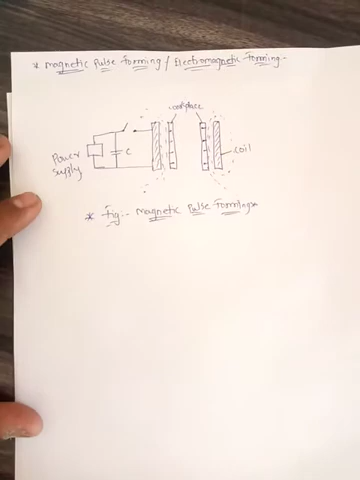 * Magnetic Pulse Forming / Electromagnetic Forming -
workpiece
Power
supply
C
coil
* Fig -- Magnetic Pulse Forming